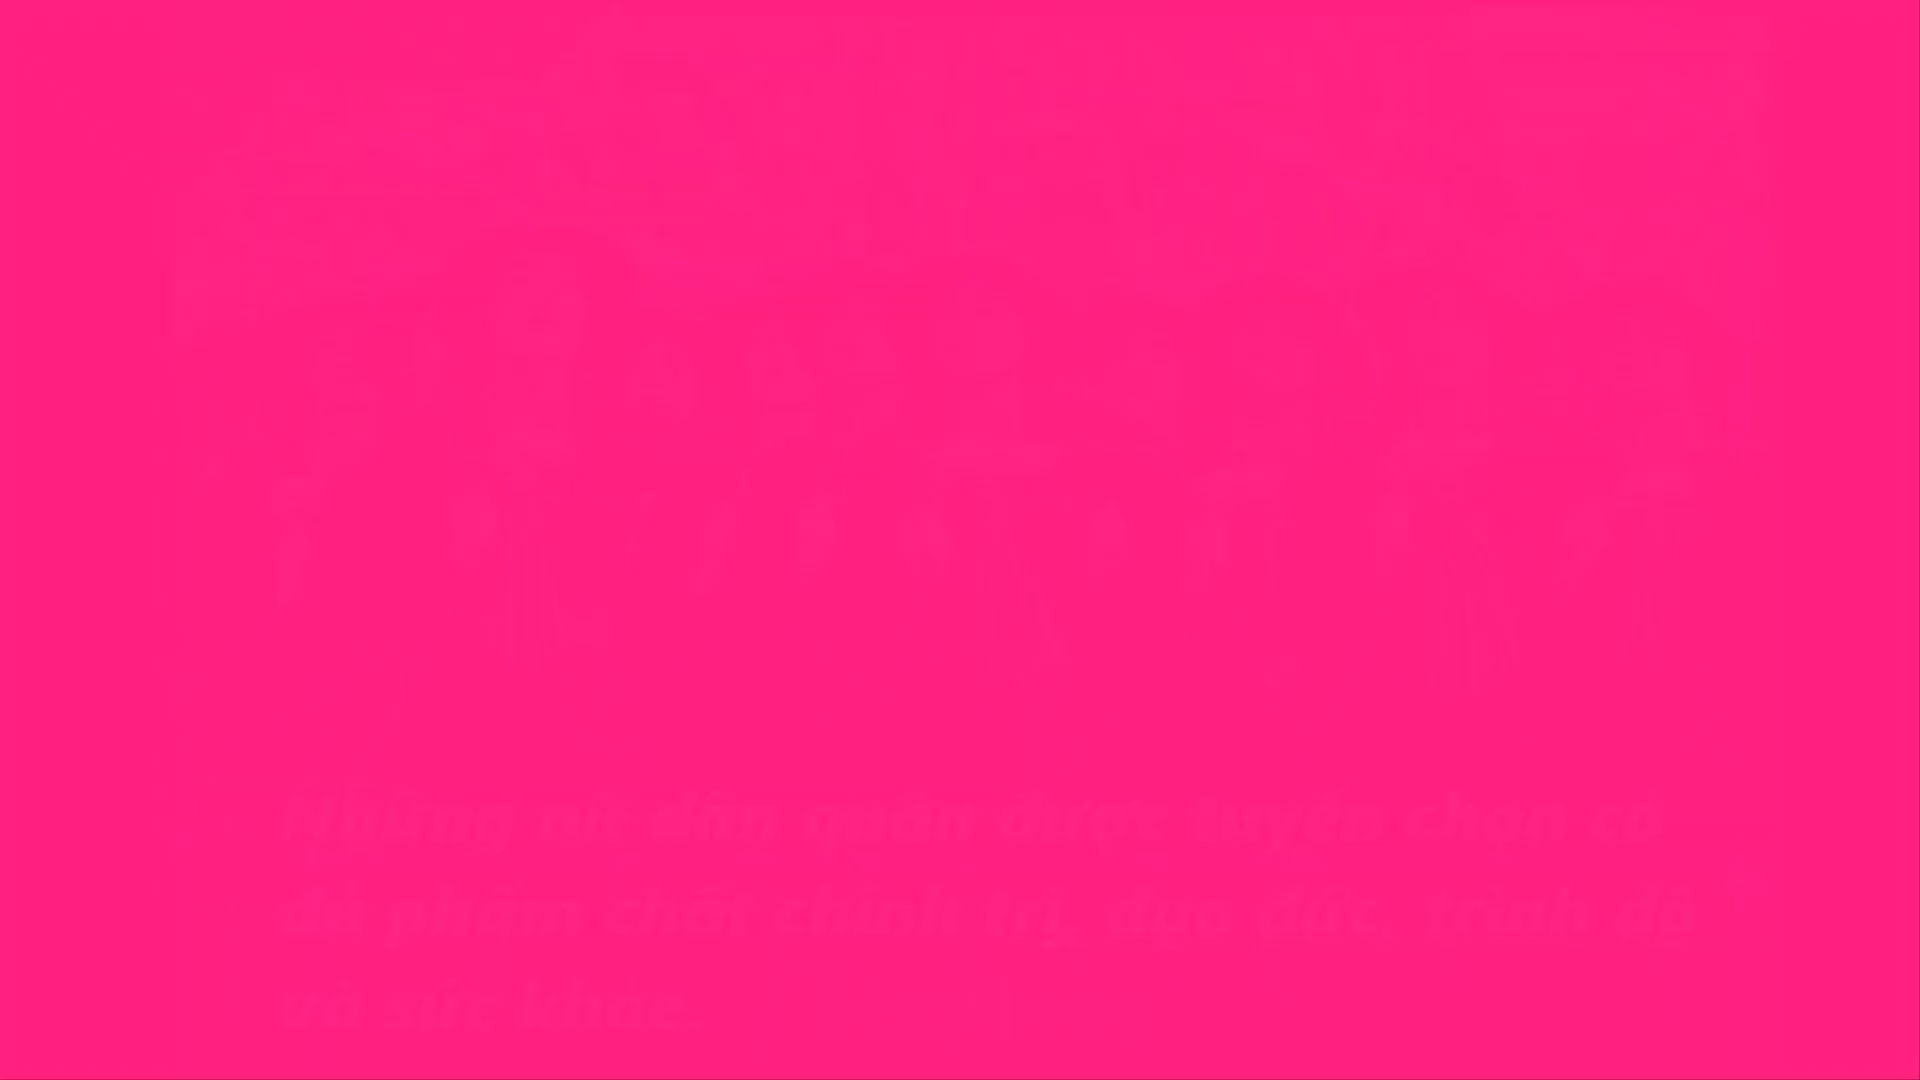 Những nữ dân quân được tuyển chọn có
đủ phẩm chất chính trị, đạo đức, trình độ
và sức khỏe.